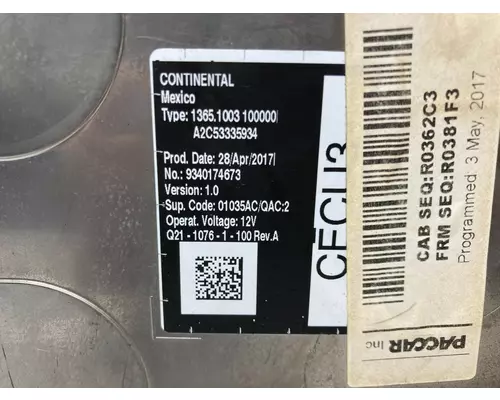 CONTINENTAL
Mexico
Type: 1365.1003 100000
A2C53335934
Prod. Date: 28/Apr/2017
No.: 9340174673
Version: 1.0
Sup. Code: 01035AC/QAC:2
Operat. Voltage: 12V
Q21 - 1076 - 1 - 100 Rev.A
CECU3
CAB SEQ:R0362C3
FRM SEQ:R0381F3
Programmed: 3 May, 2017
PACCAR Inc